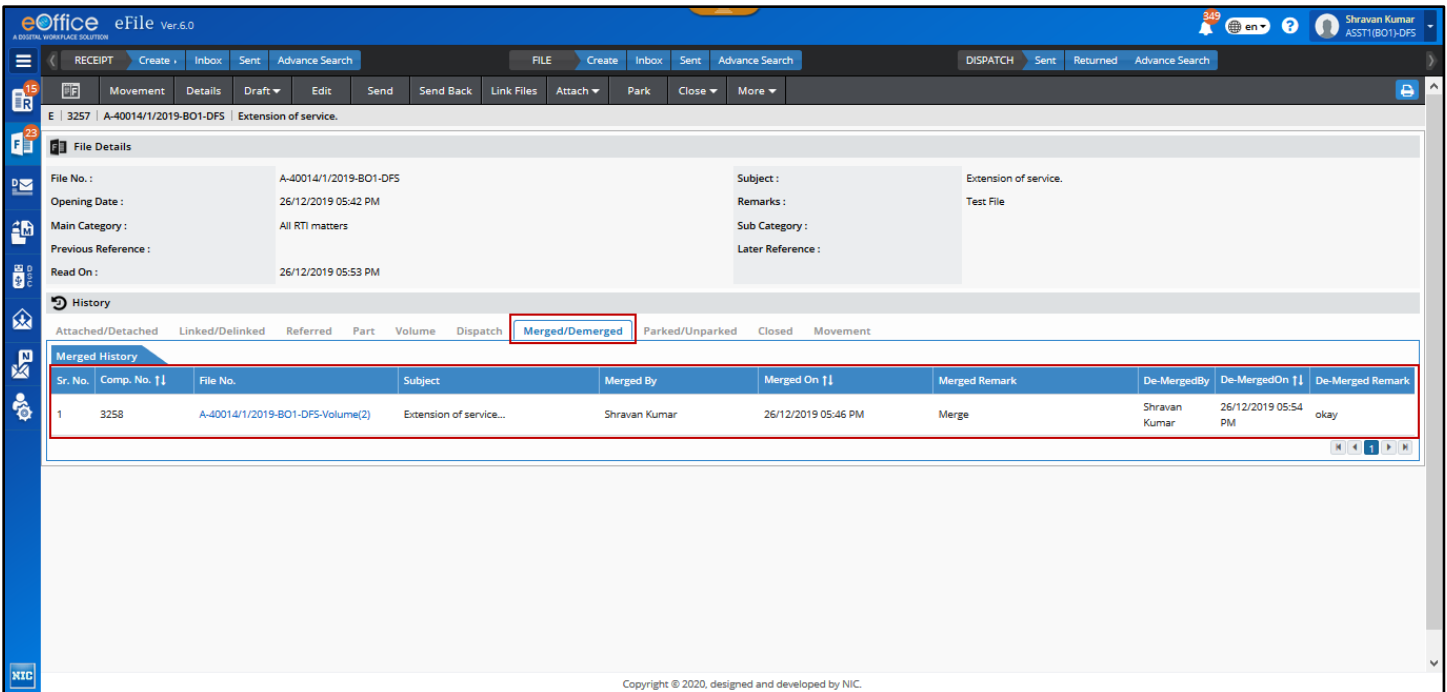 eOffice eFile Ver.6.0
A DIGITAL WORKPLACE SOLUTION
349 en ? Shravan Kumar
ASST1(BO1)-DFS
RECEIPT Create Inbox Sent Advance Search FILE Create Inbox Sent Advance Search DISPATCH Sent Returned Advance Search
15 R Movement Details Draft Edit Send Send Back Link Files Attach Park Close More
E | 3257 | A-40014/1/2019-BO1-DFS | Extension of service.
23 F File Details
File No. : A-40014/1/2019-BO1-DFS Subject : Extension of service.
D Opening Date : 26/12/2019 05:42 PM Remarks : Test File
M Main Category : All RTI matters Sub Category :
Previous Reference : Later Reference :
DSC Read On : 26/12/2019 05:53 PM
History
Attached/Detached Linked/Delinked Referred Part Volume Dispatch Merged/Demerged Parked/Unparked Closed Movement
N Merged History
Sr. No. Comp. No. File No. Subject Merged By Merged On Merged Remark De-MergedBy De-MergedOn De-Merged Remark
1 3258 A-40014/1/2019-BO1-DFS-Volume(2) Extension of service... Shravan Kumar 26/12/2019 05:46 PM Merge Shravan Kumar 26/12/2019 05:54 PM okay
1
NIC
Copyright © 2020, designed and developed by NIC.